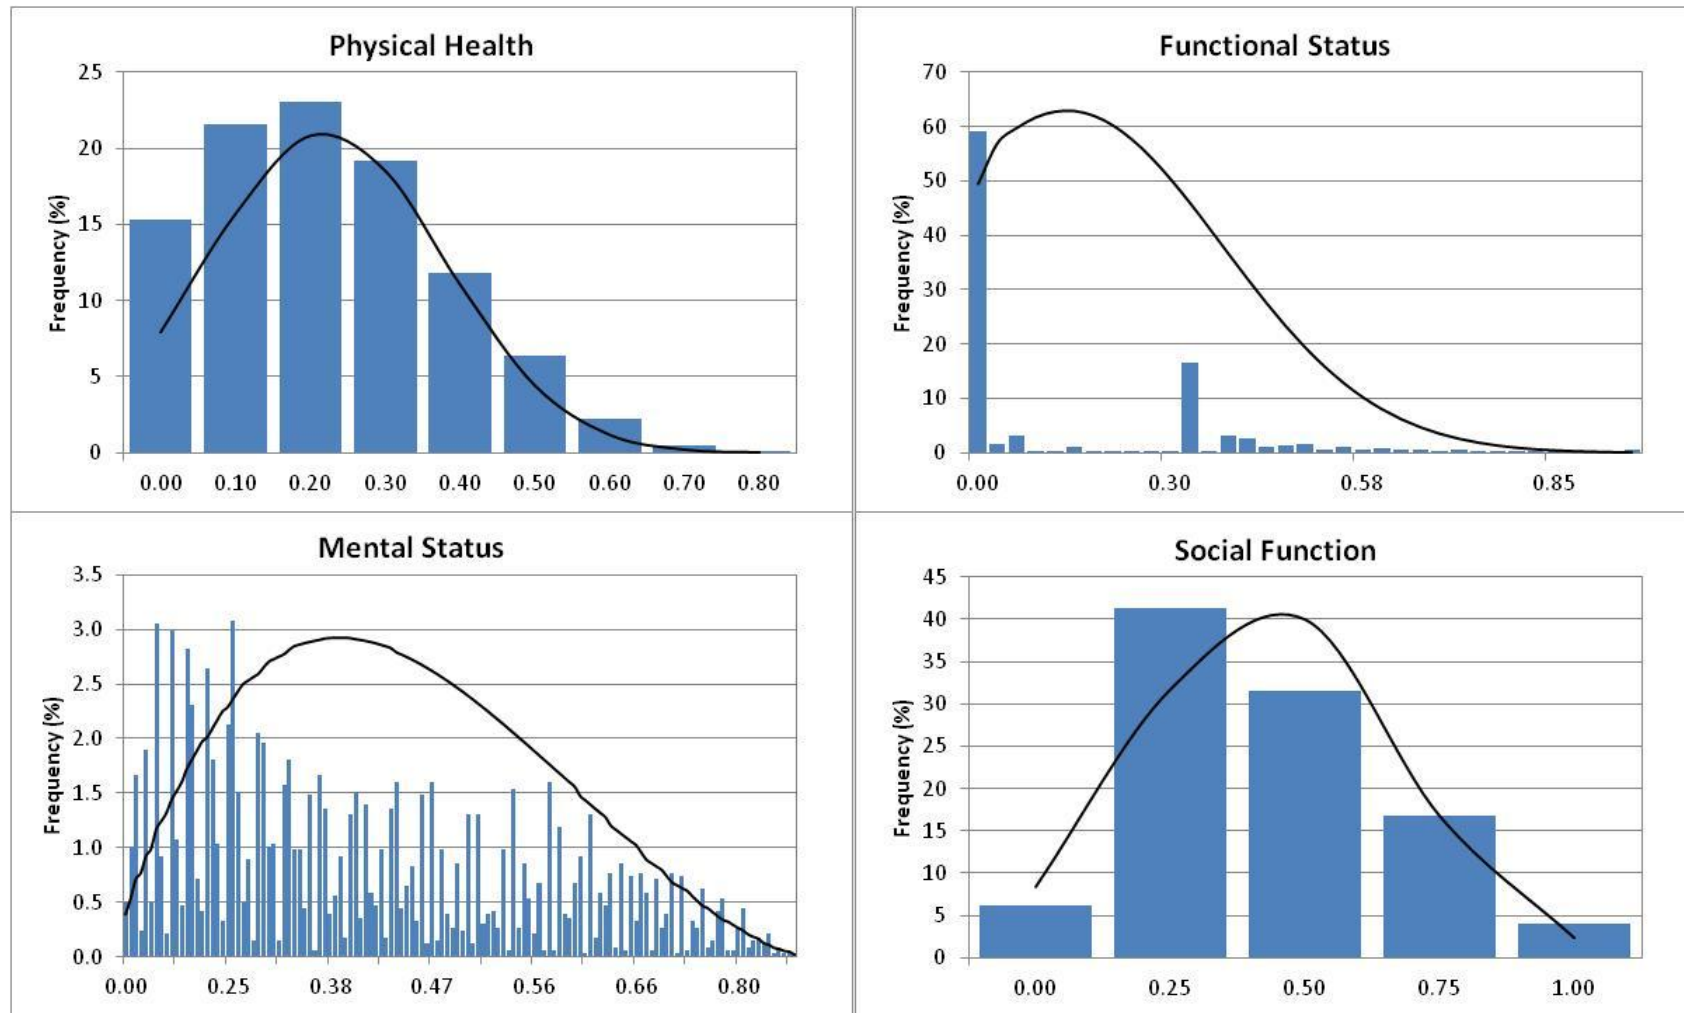 Physical Health
Frequency (%)
25
20
15
10
5
0
0.00 0.10 0.20 0.30 0.40 0.50 0.60 0.70 0.80
Functional Status
Frequency (%)
70
60
50
40
30
20
10
0
0.00 0.30 0.58 0.85
Mental Status
Frequency (%)
3.5
3.0
2.5
2.0
1.5
1.0
0.5
0.0
0.00 0.25 0.38 0.47 0.56 0.66 0.80
Social Function
Frequency (%)
45
40
35
30
25
20
15
10
5
0
0.00 0.25 0.50 0.75 1.00